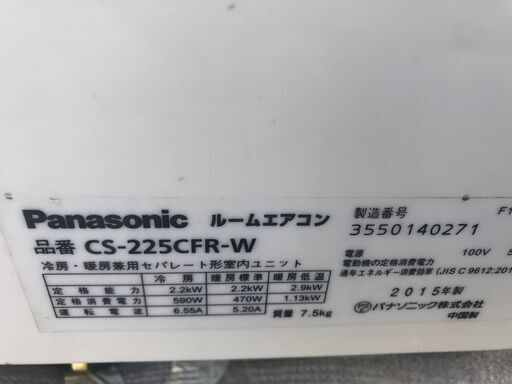 Panasonic ルームエアコン
品番 CS-225CFR-W
冷房・暖房兼用セパレート形室内ユニット
冷房 暖房標準 暖房低温
定格能力 2.2kW 2.2kW 2.9kW
定格消費電力 590W 470W 1.13kW
運転電流 6.55A 5.20A
質量 7.5kg
製造番号 F1
3550140271
電源 100V 5
電動機の定格消費電力
通年エネルギー消費効率(JIS C 9612:201
2015年製
パナソニック株式会社
中国製